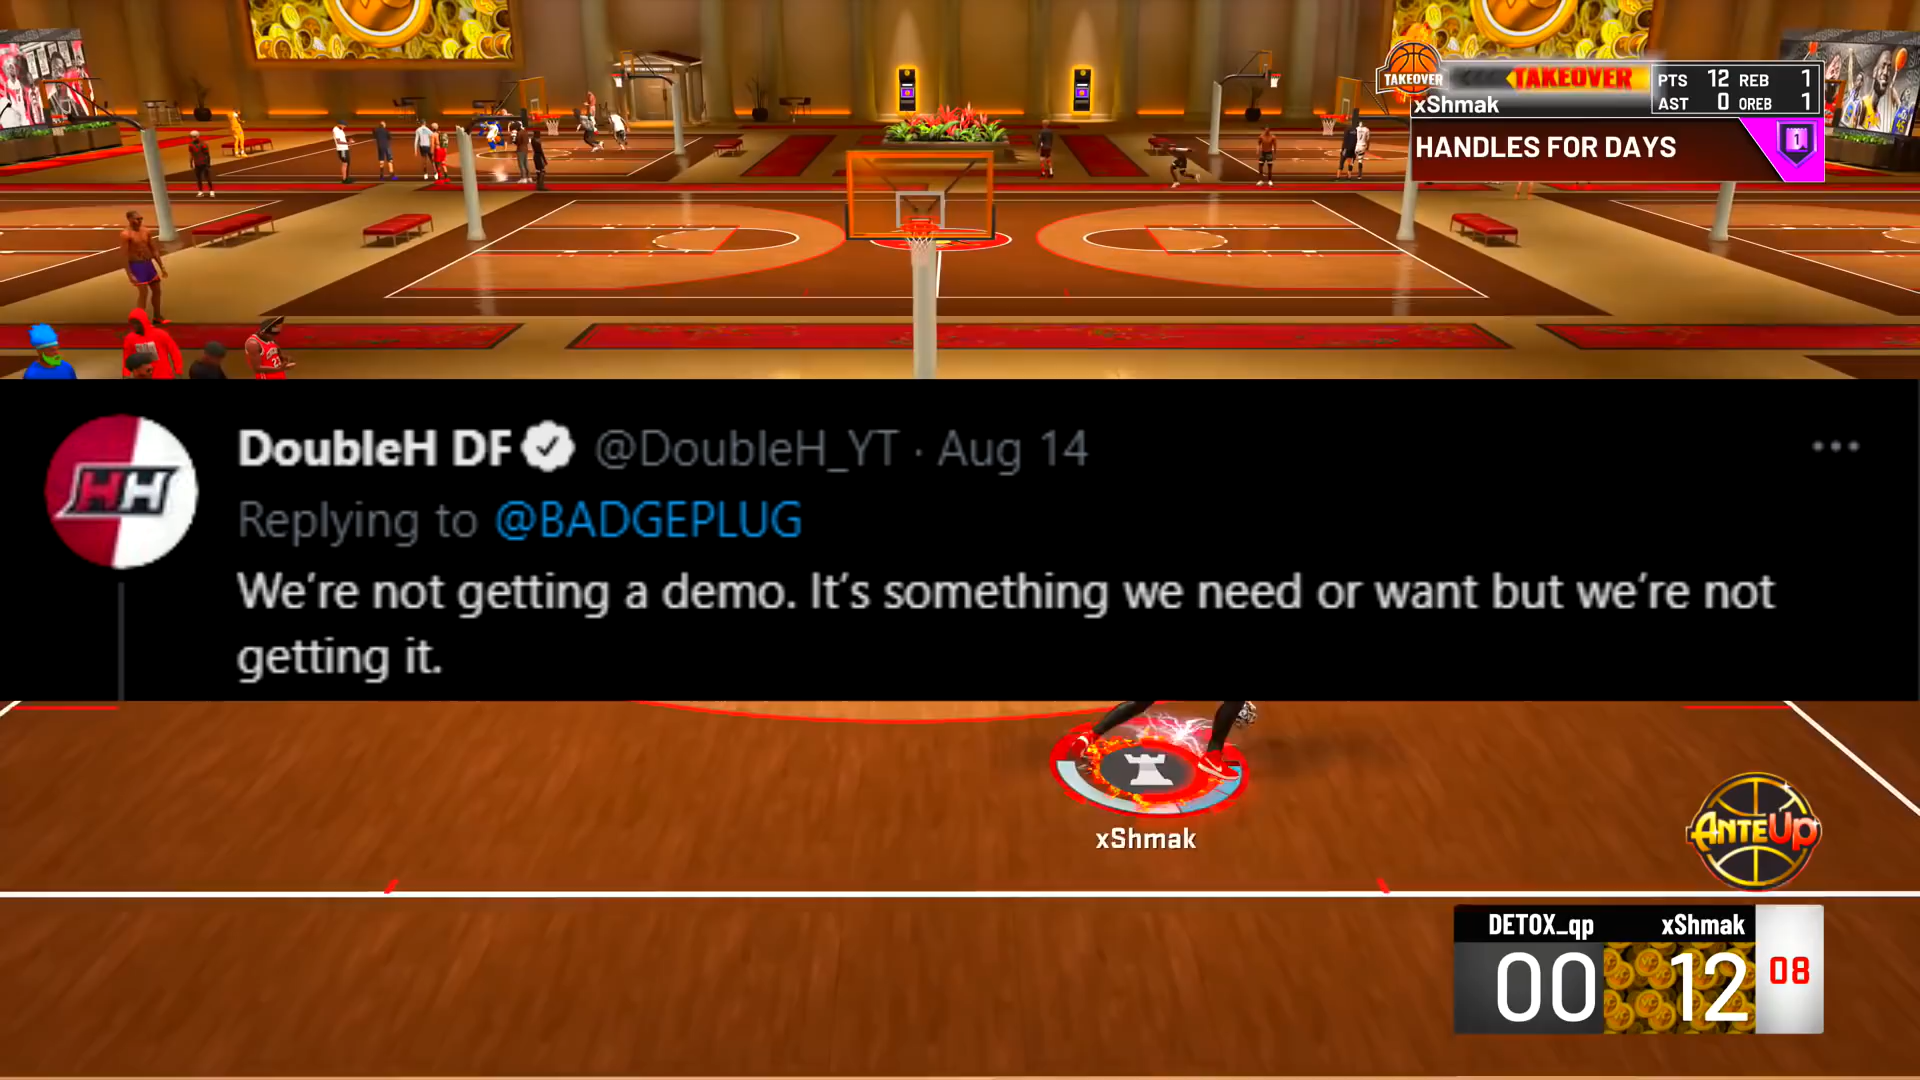 TAKEOVER
TAKEOVER
PTS 12 REB 1
xShmak
AST 0 OREB 1
HANDLES FOR DAYS
1
DoubleH DF @DoubleH_YT · Aug 14
HH
Replying to @BADGEPLUG
We’re not getting a demo. It’s something we need or want but we’re not
getting it.
xShmak
ANTEUp
DETOX_qp xShmak
00 12 08